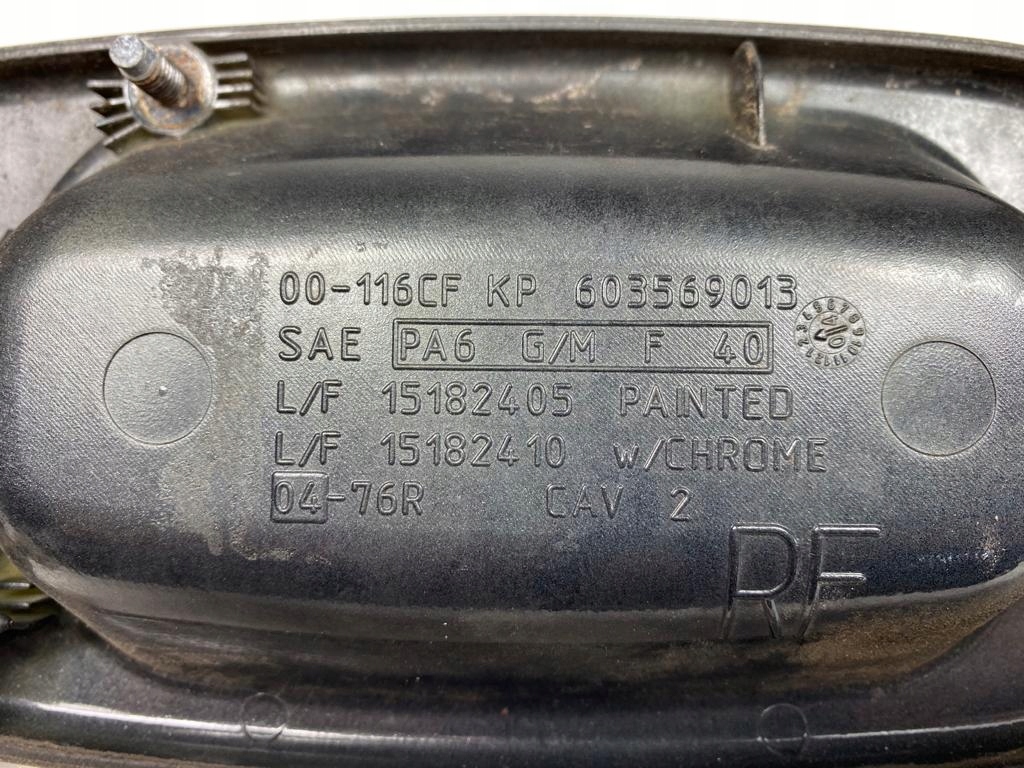 00-116CF KP 603569013
SAE PA6 G/M F 40
L/F 15182405 PAINTED
L/F 15182410 w/CHROME
04-76R CAV 2
RF